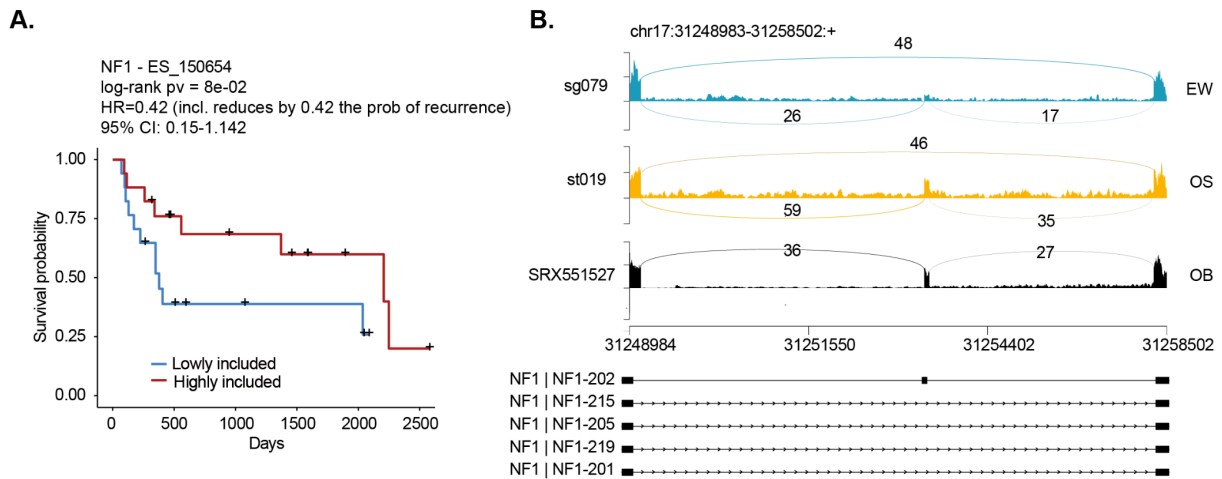 A.
NF1 - ES_150654
log-rank pv = 8e-02
HR=0.42 (incl. reduces by 0.42 the prob of recurrence)
95% CI: 0.15-1.142
1.00
0.75
0.50
0.25
0.00
Survival probability
Lowly included
Highly included
0 500 1000 1500 2000 2500
Days
B.
chr17:31248983-31258502:+
48
sg079
EW
26 17
46
st019
OS
59 35
36 27
SRX551527
OB
31248984 31251550 31254402 31258502
NF1 | NF1-202
NF1 | NF1-215
NF1 | NF1-205
NF1 | NF1-219
NF1 | NF1-201